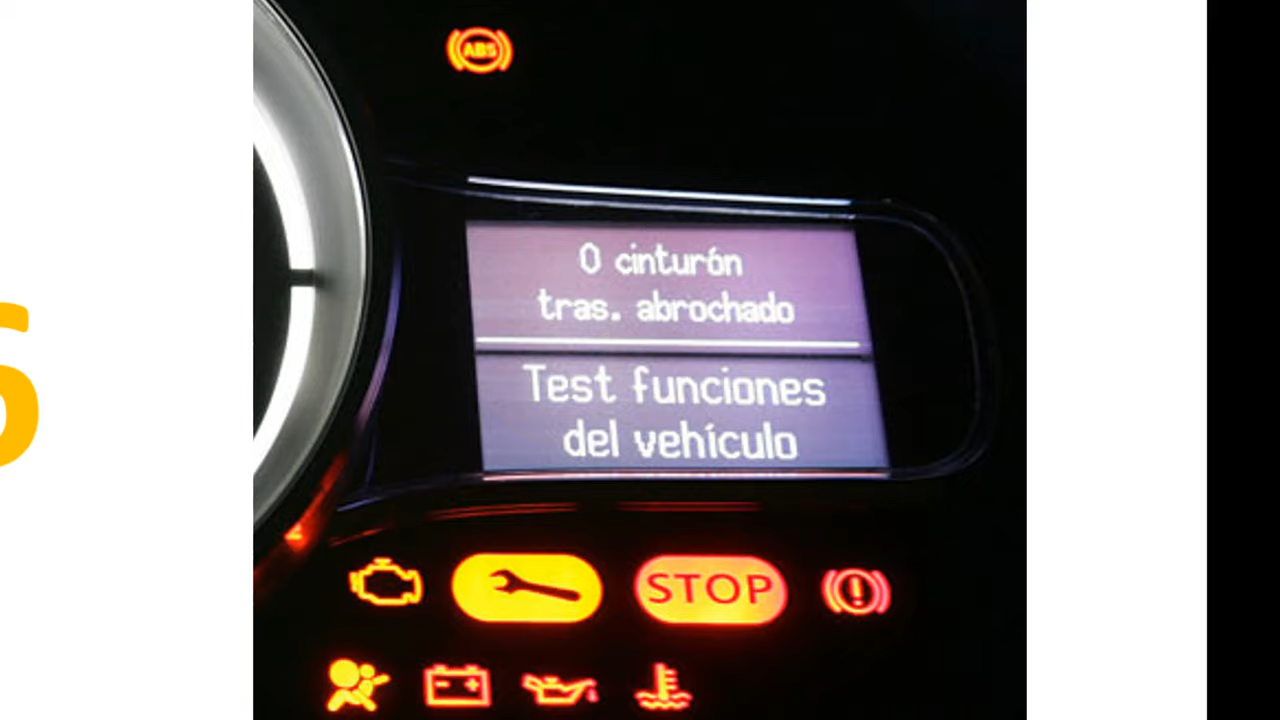 ABS
0 cinturón
tras. abrochado
Test funciones
del vehículo
STOP